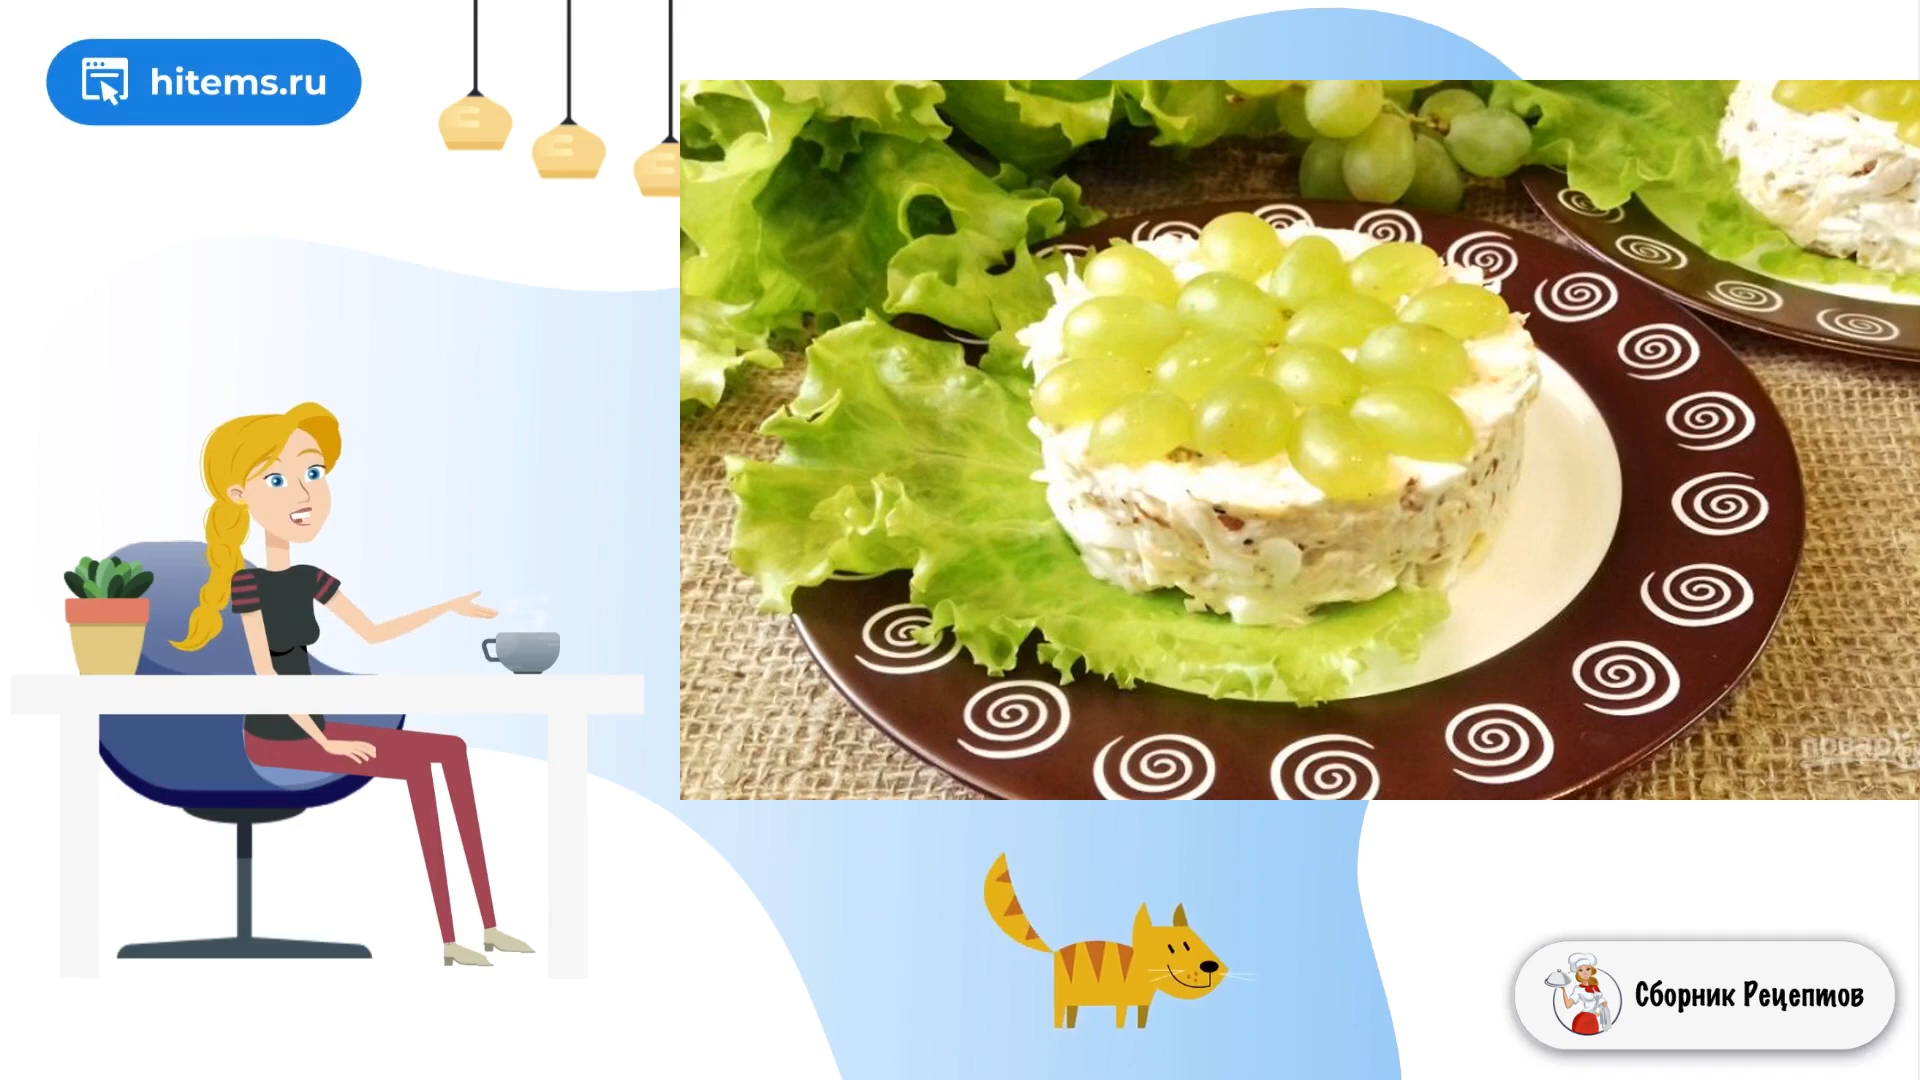 hitems.ru
Сборник Рецептов